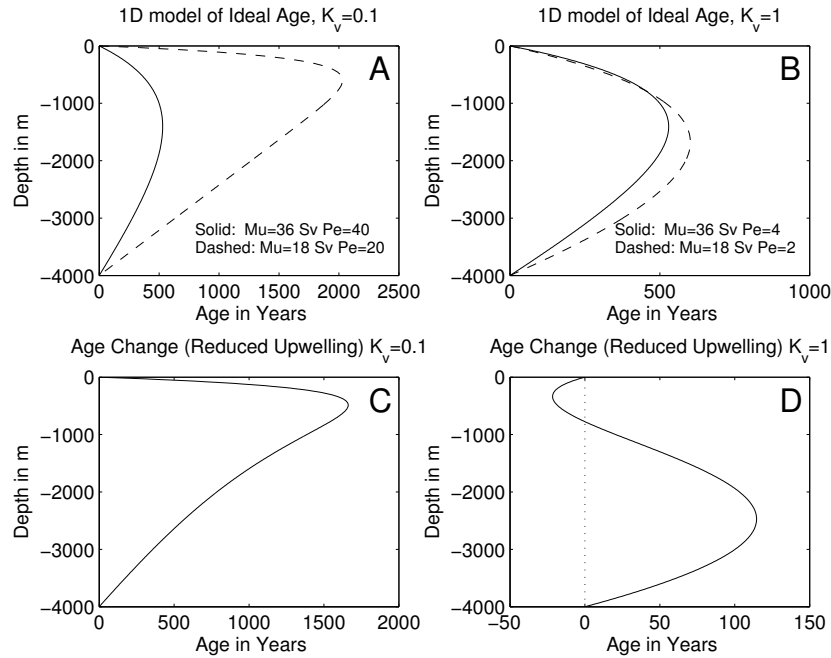 1D model of Ideal Age, Kv=0.1
A
0
−1000
−2000
−3000
−4000
Depth in m
Solid: Mu=36 Sv Pe=40
Dashed: Mu=18 Sv Pe=20
0 500 1000 1500 2000 2500
Age in Years
1D model of Ideal Age, Kv=1
B
0
−1000
−2000
−3000
−4000
Depth in m
Solid: Mu=36 Sv Pe=4
Dashed: Mu=18 Sv Pe=2
0 500 1000
Age in Years
Age Change (Reduced Upwelling) Kv=0.1
C
0
−1000
−2000
−3000
−4000
Depth in m
0 500 1000 1500 2000
Age in Years
Age Change (Reduced Upwelling) Kv=1
D
0
−1000
−2000
−3000
−4000
Depth in m
−50 0 50 100 150
Age in Years